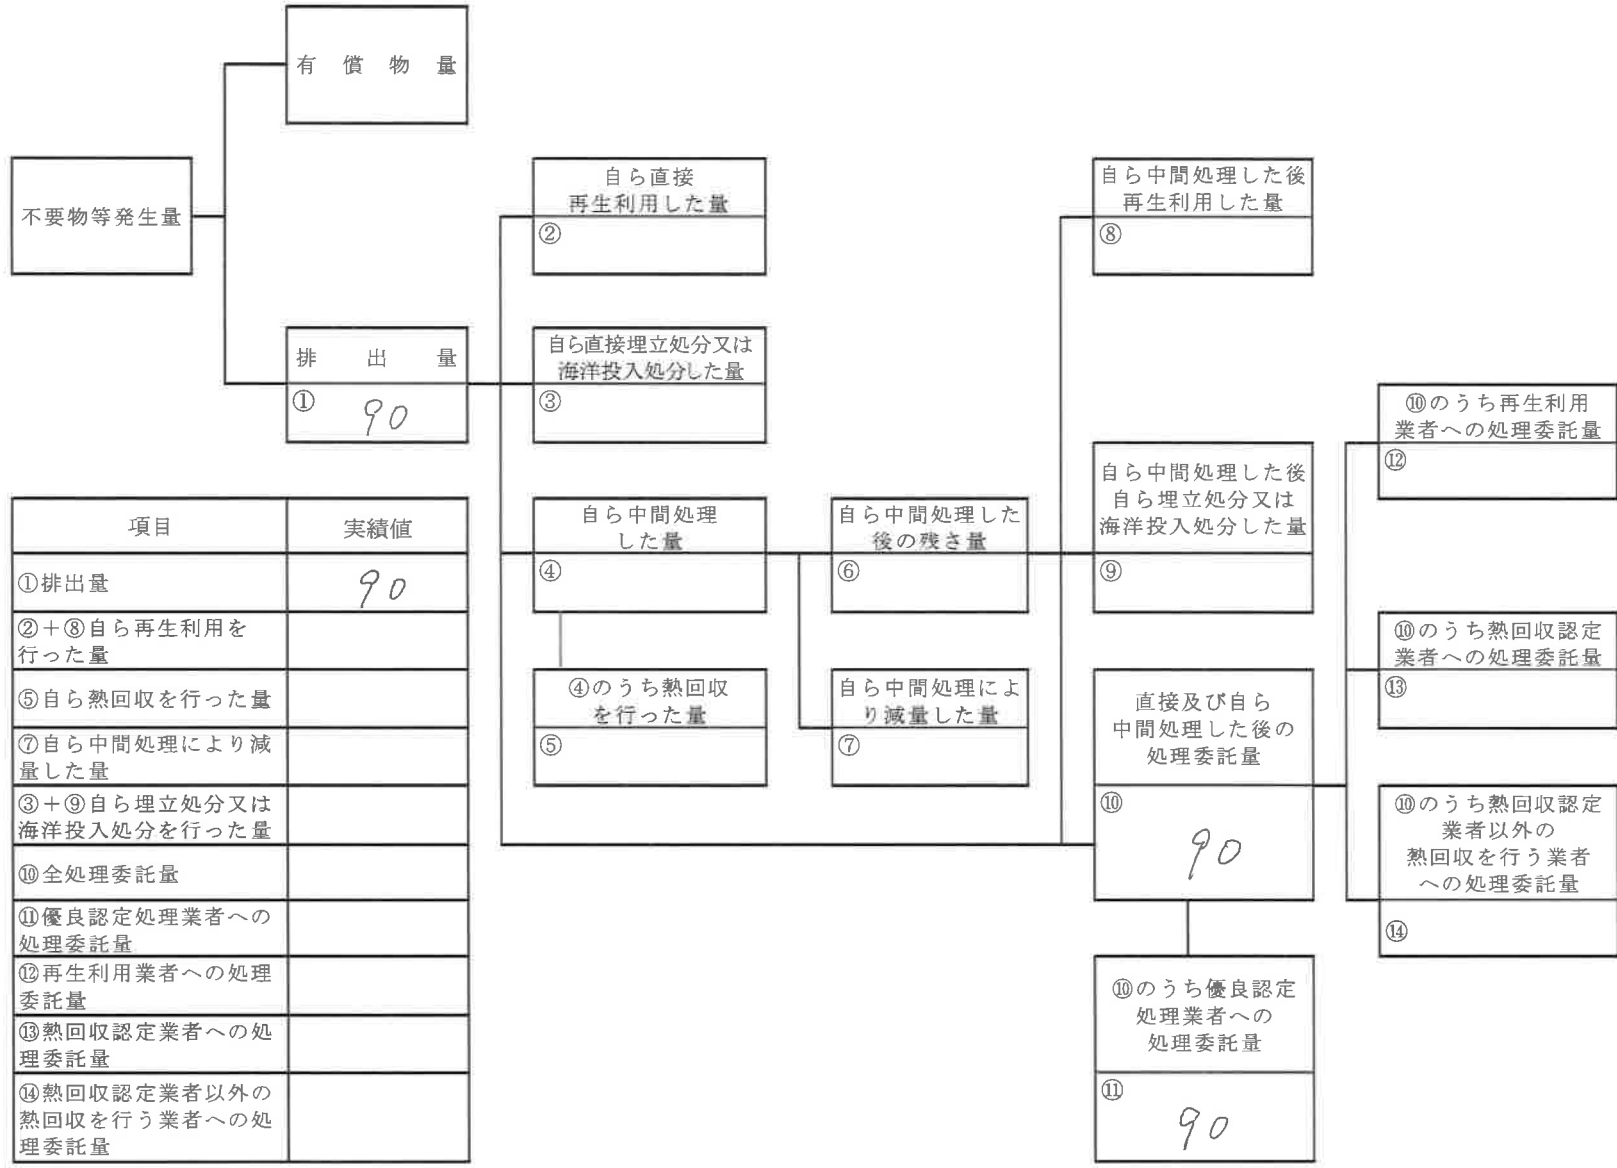 有償物量
不要物等発生量
排出量
① 90
自ら直接
再生利用した量
②
自ら直接埋立処分又は
海洋投入処分した量
③
自ら中間処理
した量
④
④のうち熱回収
を行った量
⑤
自ら中間処理した
後の残さ量
⑥
自ら中間処理によ
り減量した量
⑦
自ら中間処理した後
再生利用した量
⑧
自ら中間処理した後
自ら埋立処分又は
海洋投入処分した量
⑨
直接及び自ら
中間処理した後の
処理委託量
⑩
90
⑩のうち優良認定
処理業者への
処理委託量
⑪
90
⑩のうち再生利用
業者への処理委託量
⑫
⑩のうち熱回収認定
業者への処理委託量
⑬
⑩のうち熱回収認定
業者以外の
熱回収を行う業者
への処理委託量
⑭
項目 実績値
①排出量 90
②+⑧自ら再生利用を
行った量
⑤自ら熱回収を行った量
⑦自ら中間処理により減
量した量
③+⑨自ら埋立処分又は
海洋投入処分を行った量
⑩全処理委託量
⑪優良認定処理業者への
処理委託量
⑫再生利用業者への処理
委託量
⑬熱回収認定業者への処
理委託量
⑭熱回収認定業者以外の
熱回収を行う業者への処
理委託量